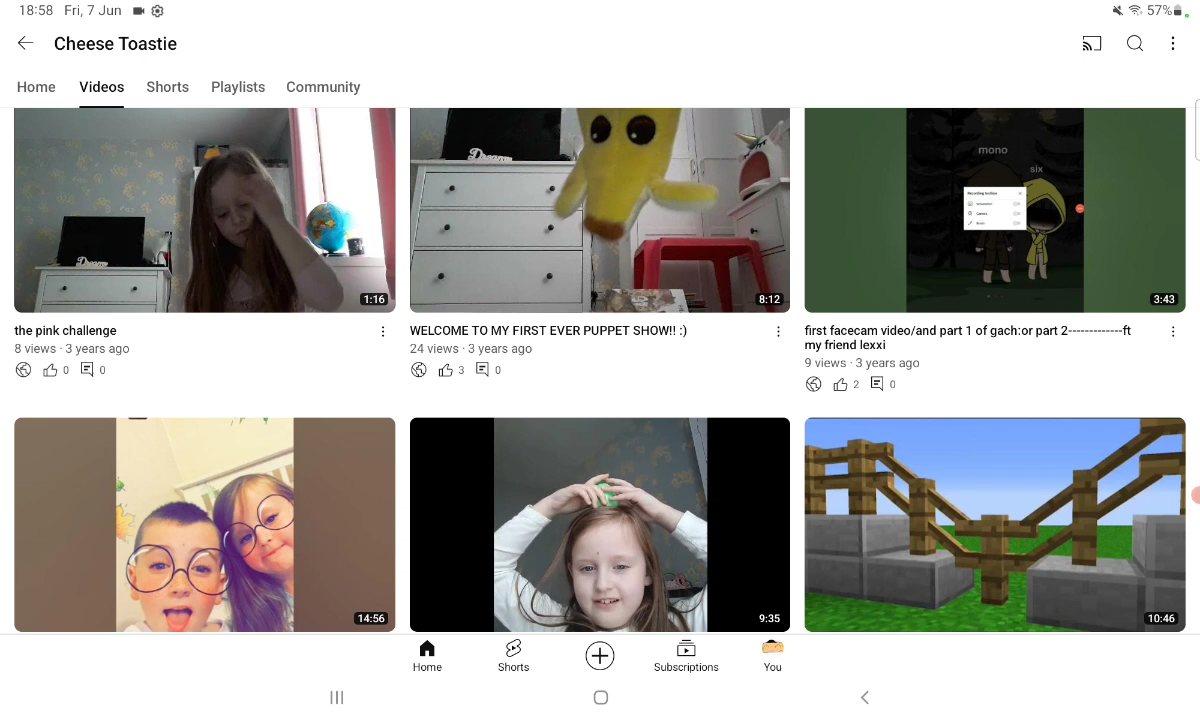 18:58 Fri, 7 Jun 57%
Cheese Toastie
Home Videos Shorts Playlists Community
Dreams
1:16
Dreams
8:12
mono
six
Recording toolbox
3:43
the pink challenge
8 views · 3 years ago
0 0
WELCOME TO MY FIRST EVER PUPPET SHOW!! :)
24 views · 3 years ago
3 0
first facecam video/and part 1 of gach:or part 2-------------ft
my friend lexxi
9 views · 3 years ago
2 0
14:56
9:35
10:46
Home Shorts Subscriptions You